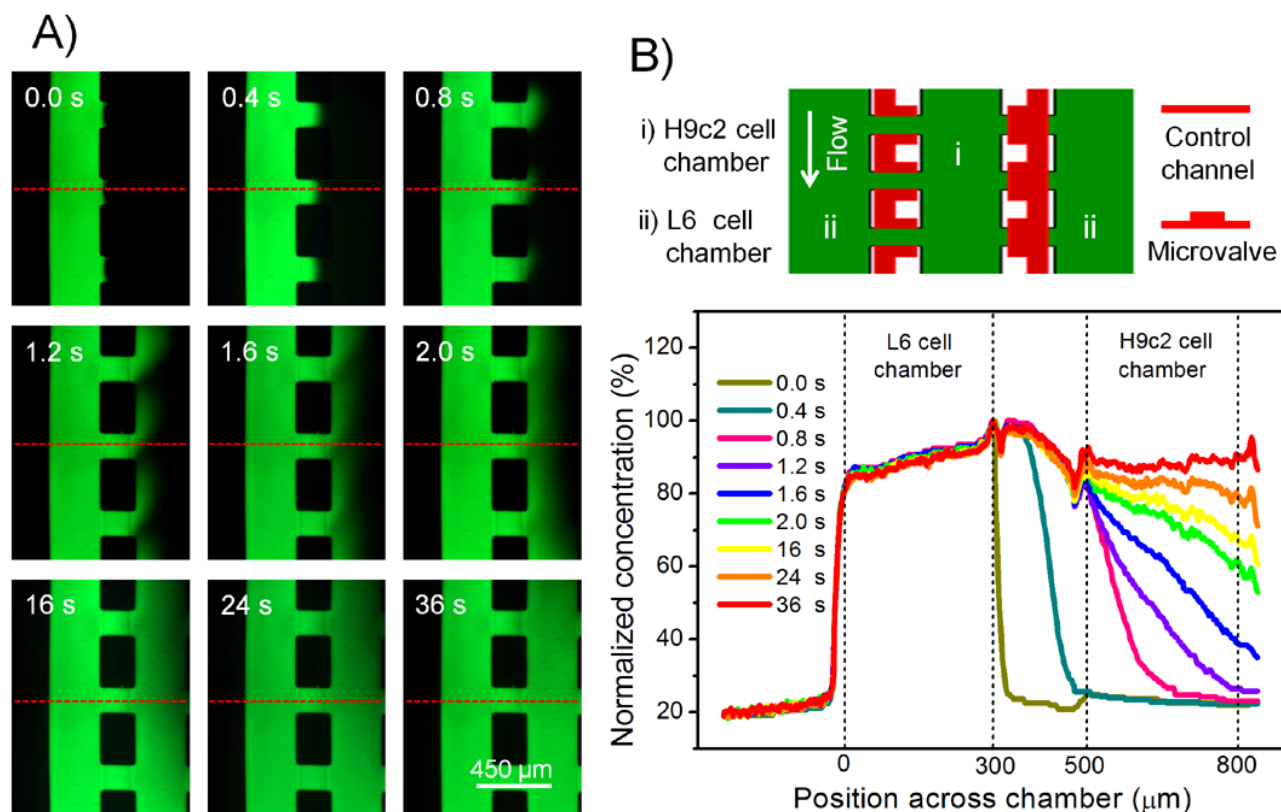 A)
0.0 s
0.4 s
0.8 s
1.2 s
1.6 s
2.0 s
16 s
24 s
36 s
450 µm
B)
i) H9c2 cell
chamber
ii) L6 cell
chamber
Flow
ii
i
ii
Control
channel
Microvalve
Normalized concentration (%)
120
100
80
60
40
20
L6 cell
chamber
H9c2 cell
chamber
0.0 s
0.4 s
0.8 s
1.2 s
1.6 s
2.0 s
16 s
24 s
36 s
0
300
500
800
Position across chamber (µm)